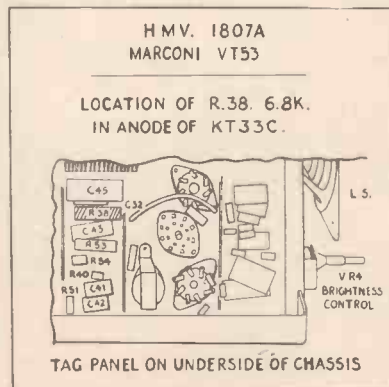 HMV. 1807A
MARCONI VT53
LOCATION OF R.38. 6.8K.
IN ANODE OF KT33C.
C45
R38
C32
C43
R53
R54
R40
R51
C41
C42
L.S.
VR4
BRIGHTNESS
CONTROL
TAG PANEL ON UNDERSIDE OF CHASSIS